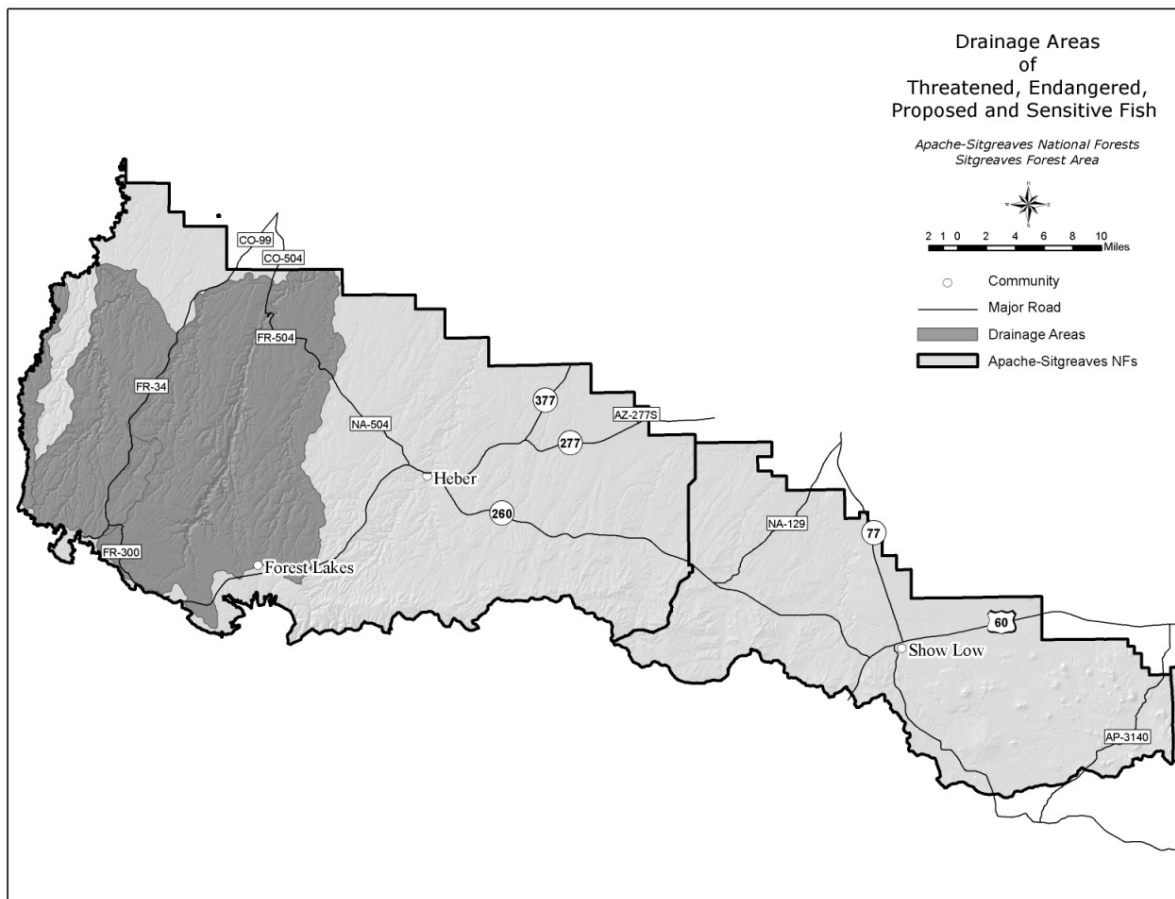 Drainage Areas
of
Threatened, Endangered,
Proposed and Sensitive Fish
Apache-Sitgreaves National Forests
Sitgreaves Forest Area
N
W E
S
2 1 0 2 4 6 8 10
Miles
Community
Major Road
Drainage Areas
Apache-Sitgreaves NFs
CO-99
CO-504
FR-504
FR-34
377
AZ-277S
NA-504
277
Heber
260
NA-129
77
FR-300
Forest Lakes
60
Show Low
AP-3140